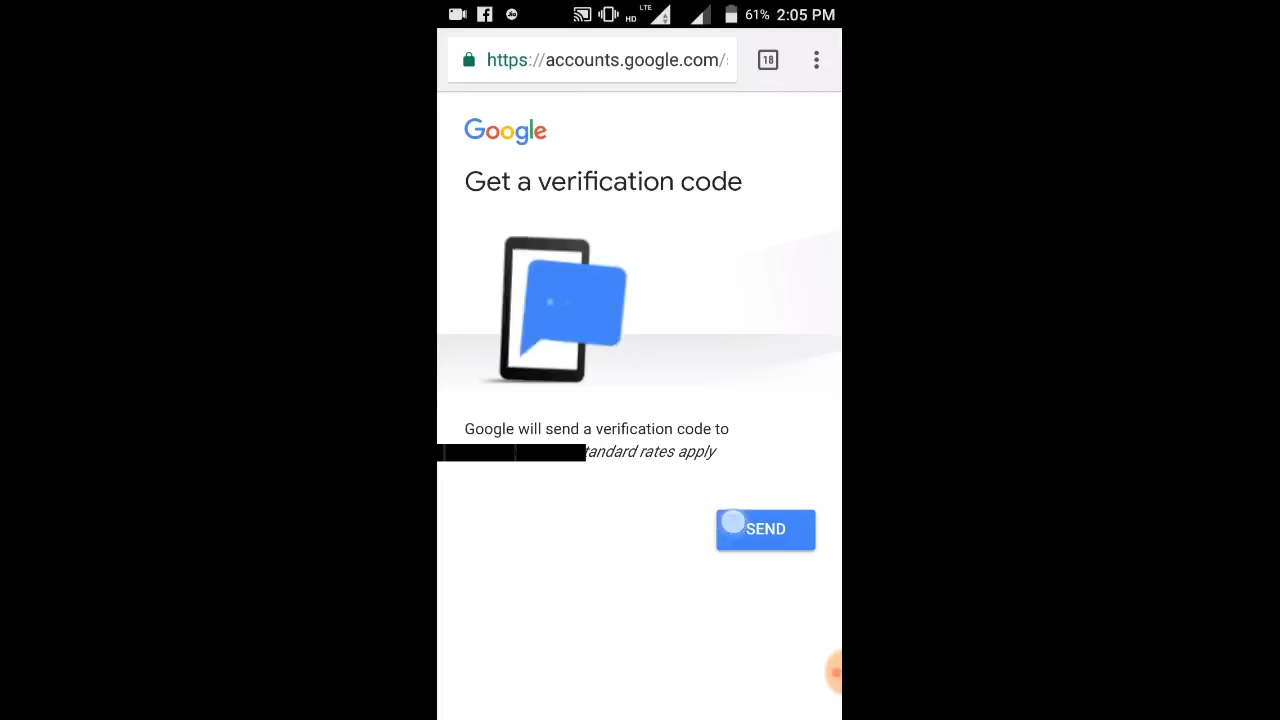 HD LTE 61% 2:05 PM
https://accounts.google.com/ 18
Google
Get a verification code
Google will send a verification code to
tandard rates apply
SEND